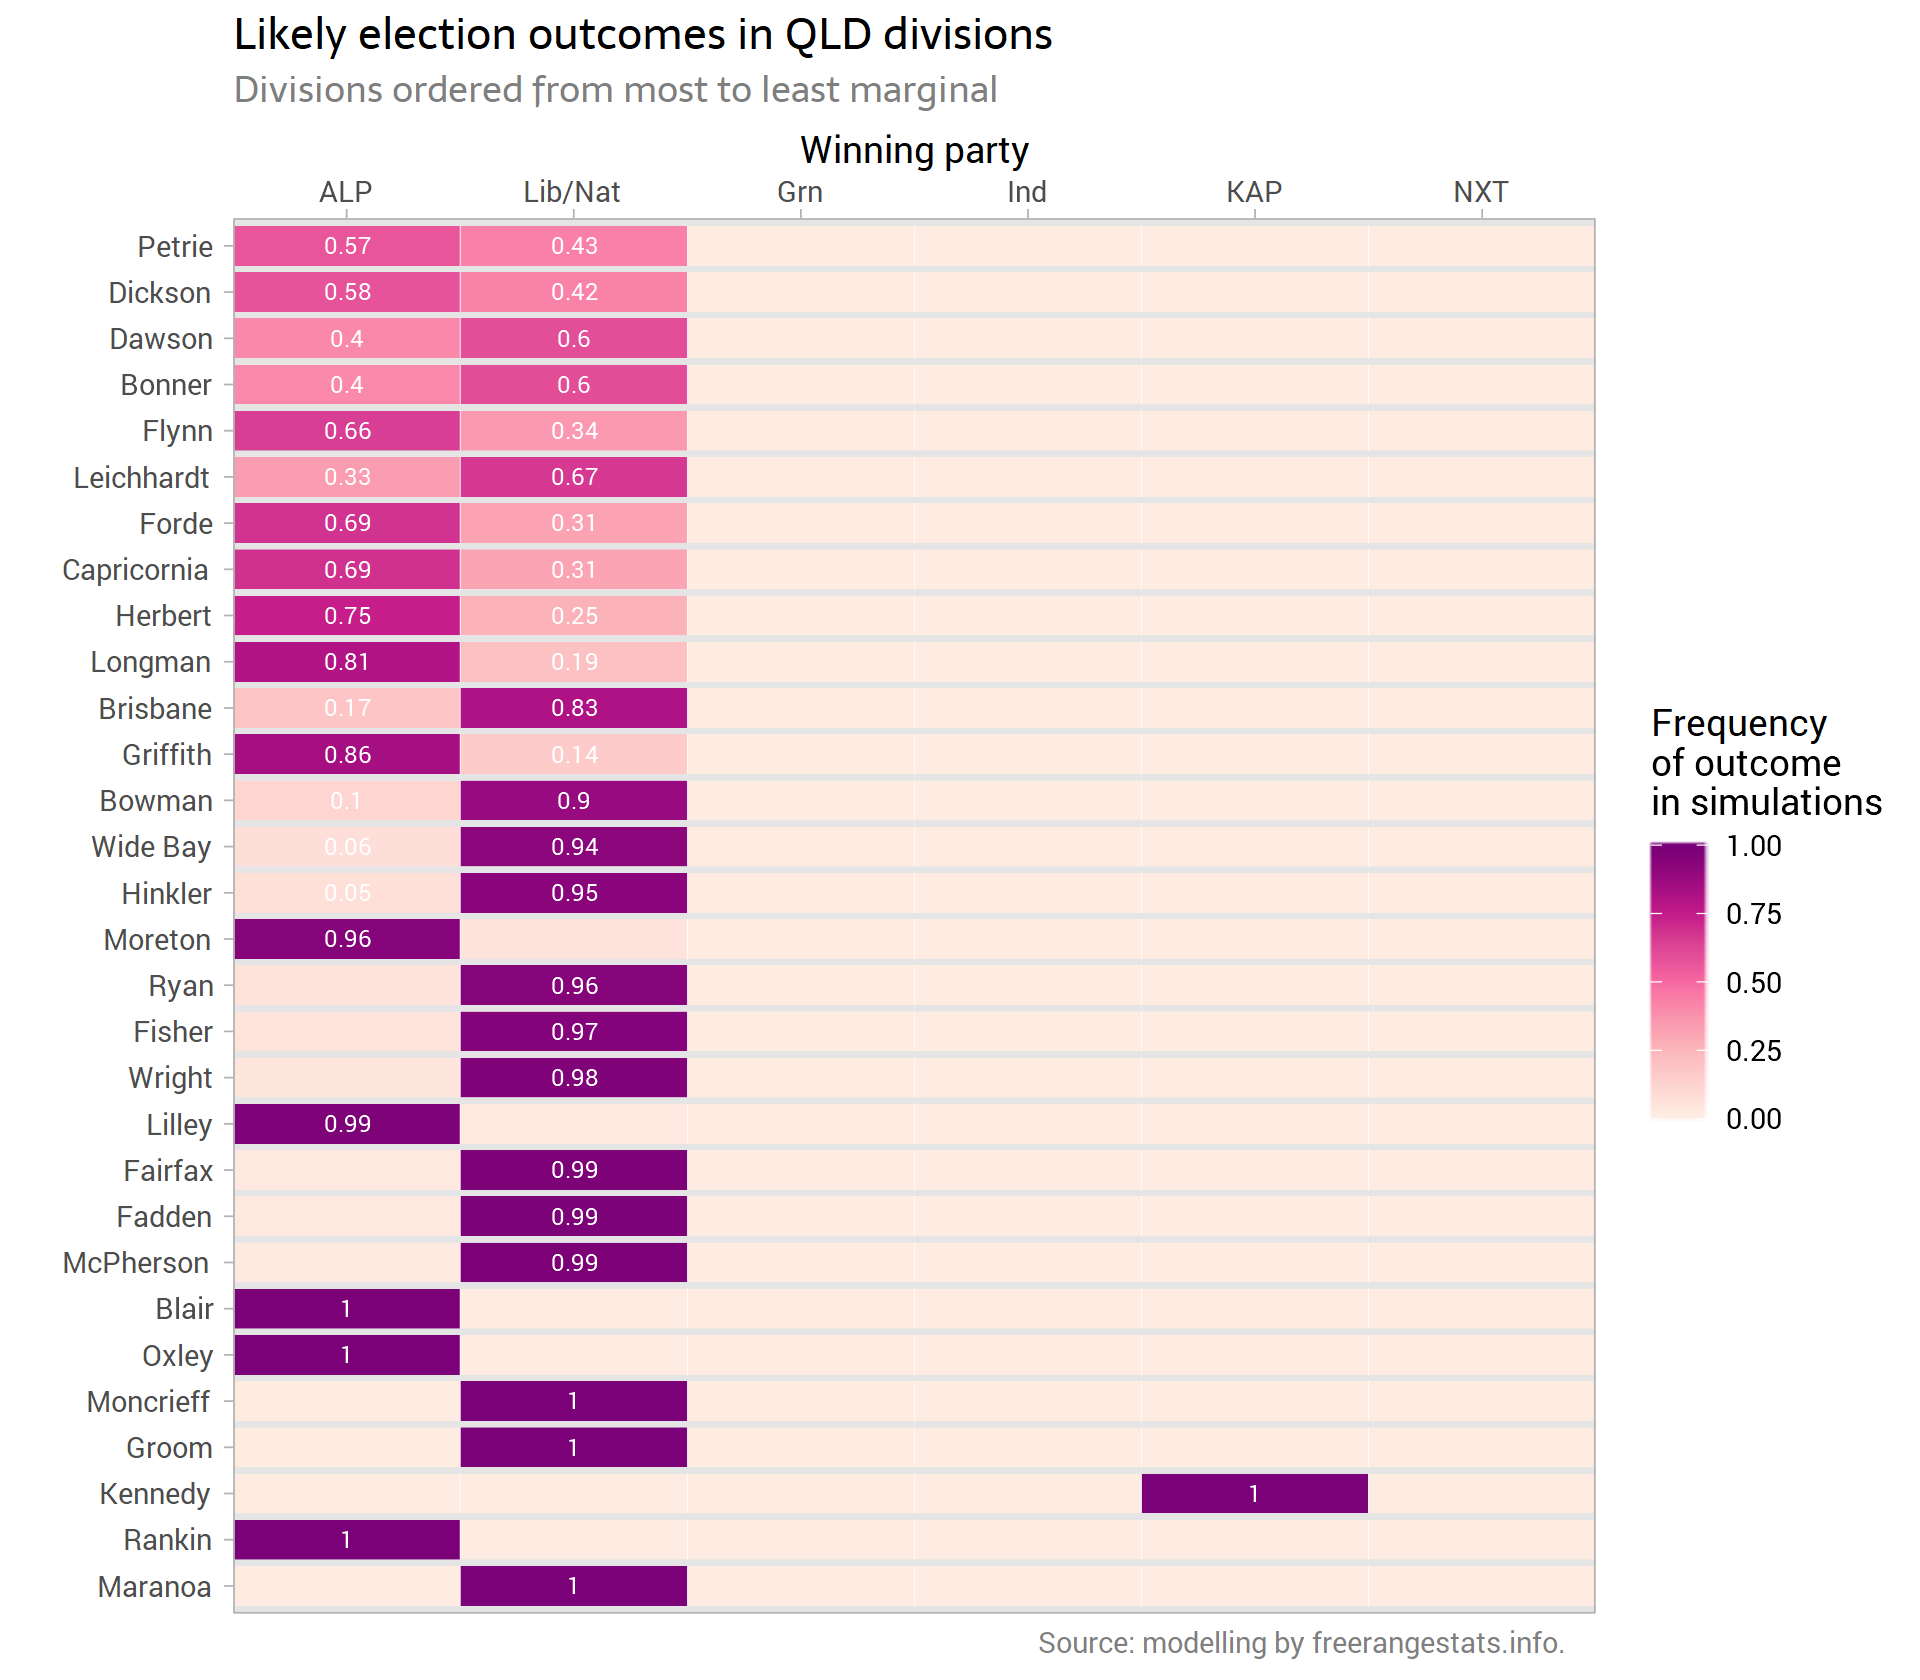 Likely election outcomes in QLD divisions
Divisions ordered from most to least marginal
Winning party
ALP Lib/Nat Grn Ind KAP NXT
Petrie 0.57 0.43
Dickson 0.58 0.42
Dawson 0.4 0.6
Bonner 0.4 0.6
Flynn 0.66 0.34
Leichhardt 0.33 0.67
Forde 0.69 0.31
Capricornia 0.69 0.31
Herbert 0.75 0.25
Longman 0.81 0.19
Brisbane 0.17 0.83
Griffith 0.86 0.14
Bowman 0.1 0.9
Wide Bay 0.06 0.94
Hinkler 0.05 0.95
Moreton 0.96
Ryan 0.96
Fisher 0.97
Wright 0.98
Lilley 0.99
Fairfax 0.99
Fadden 0.99
McPherson 0.99
Blair 1
Oxley 1
Moncrieff 1
Groom 1
Kennedy 1
Rankin 1
Maranoa 1
Frequency
of outcome
in simulations
1.00
0.75
0.50
0.25
0.00
Source: modelling by freerangestats.info.